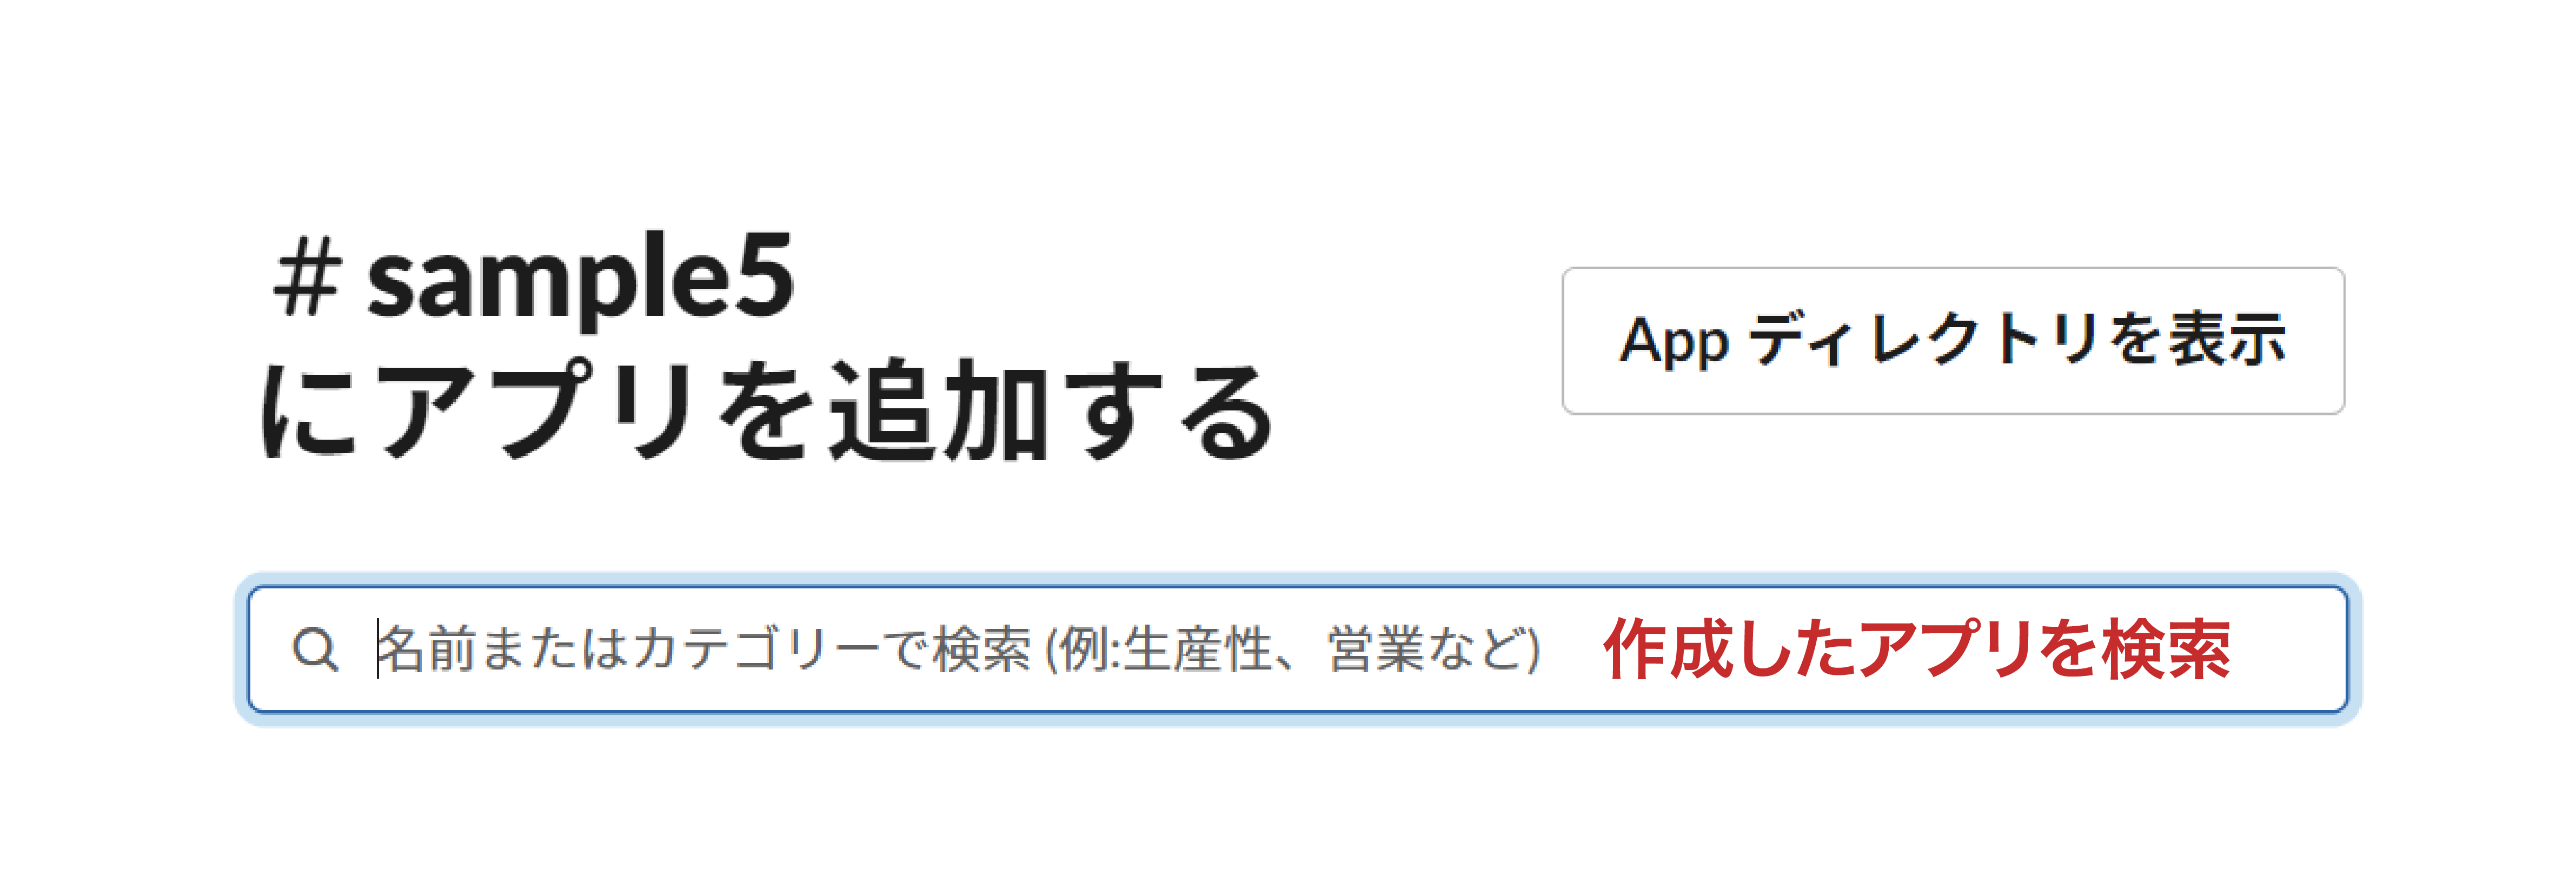 # sample5
にアプリを追加する
App ディレクトリを表示
名前またはカテゴリーで検索 (例:生産性、営業など)
作成したアプリを検索